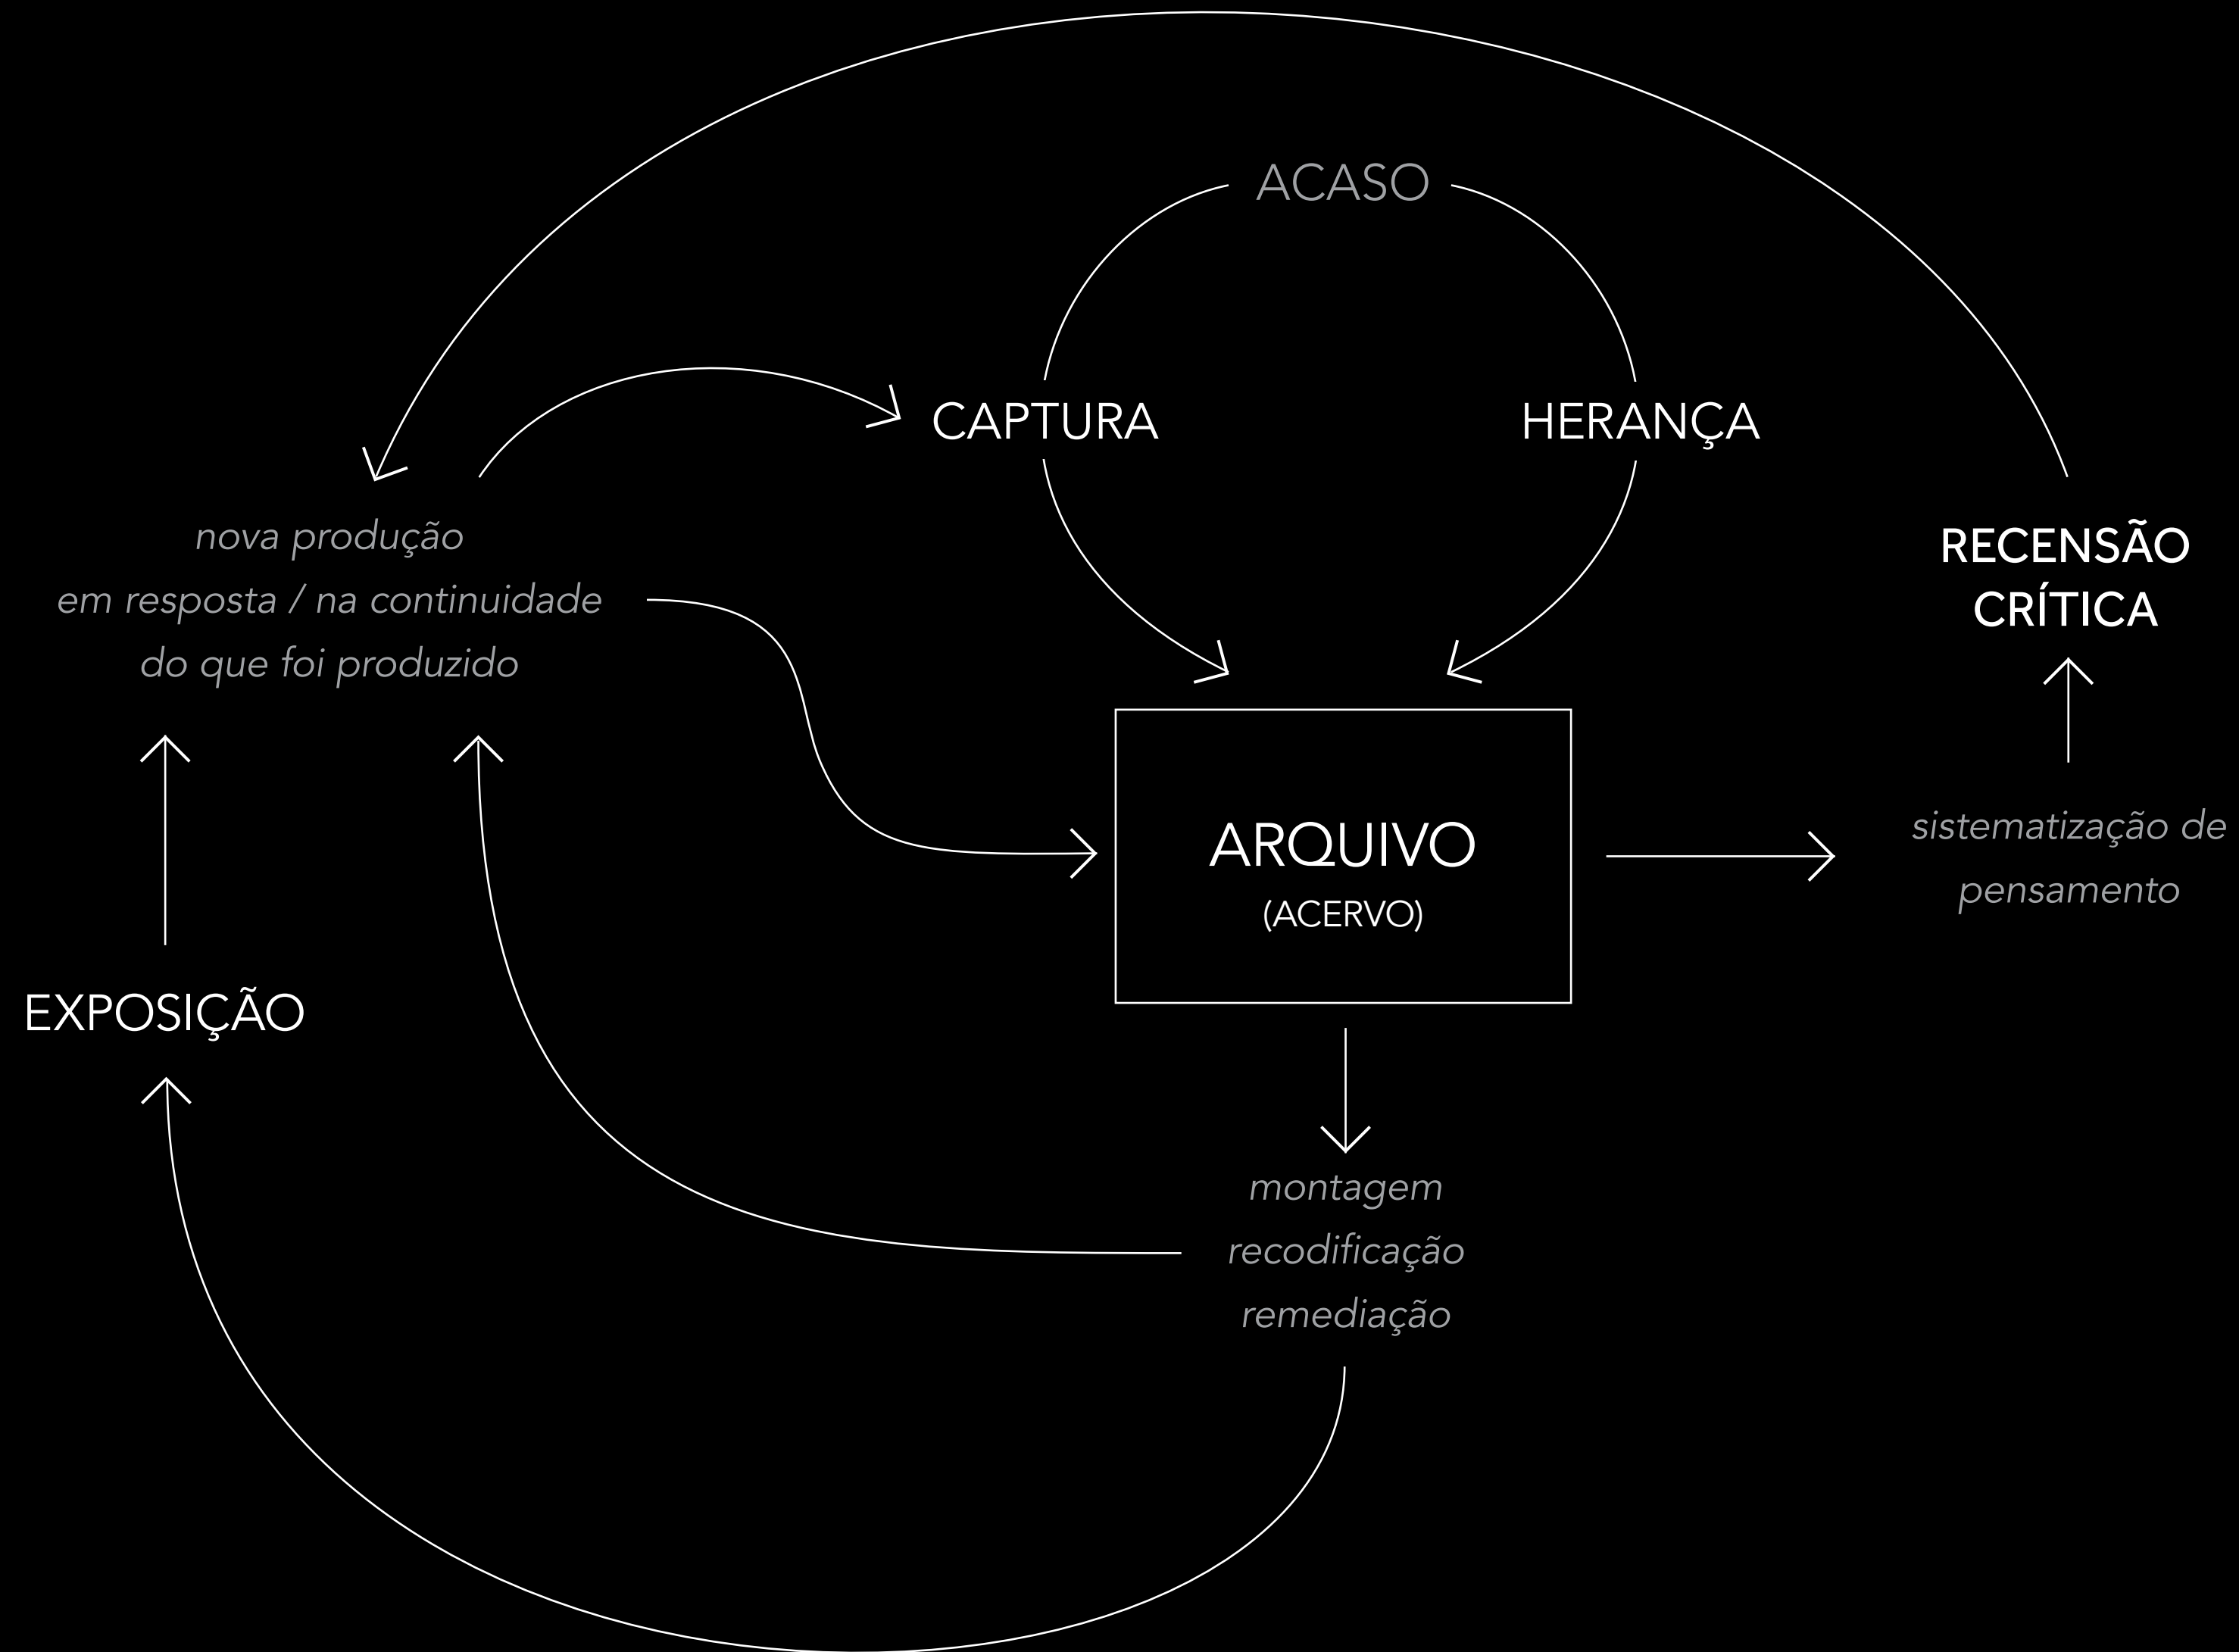 ACASO
CAPTURA
HERANÇA
nova produção
em resposta / na continuidade
do que foi produzido
RECENSÃO
CRÍTICA
ARQUIVO
(ACERVO)
sistematização de
pensamento
EXPOSIÇÃO
montagem
recodificação
remediação